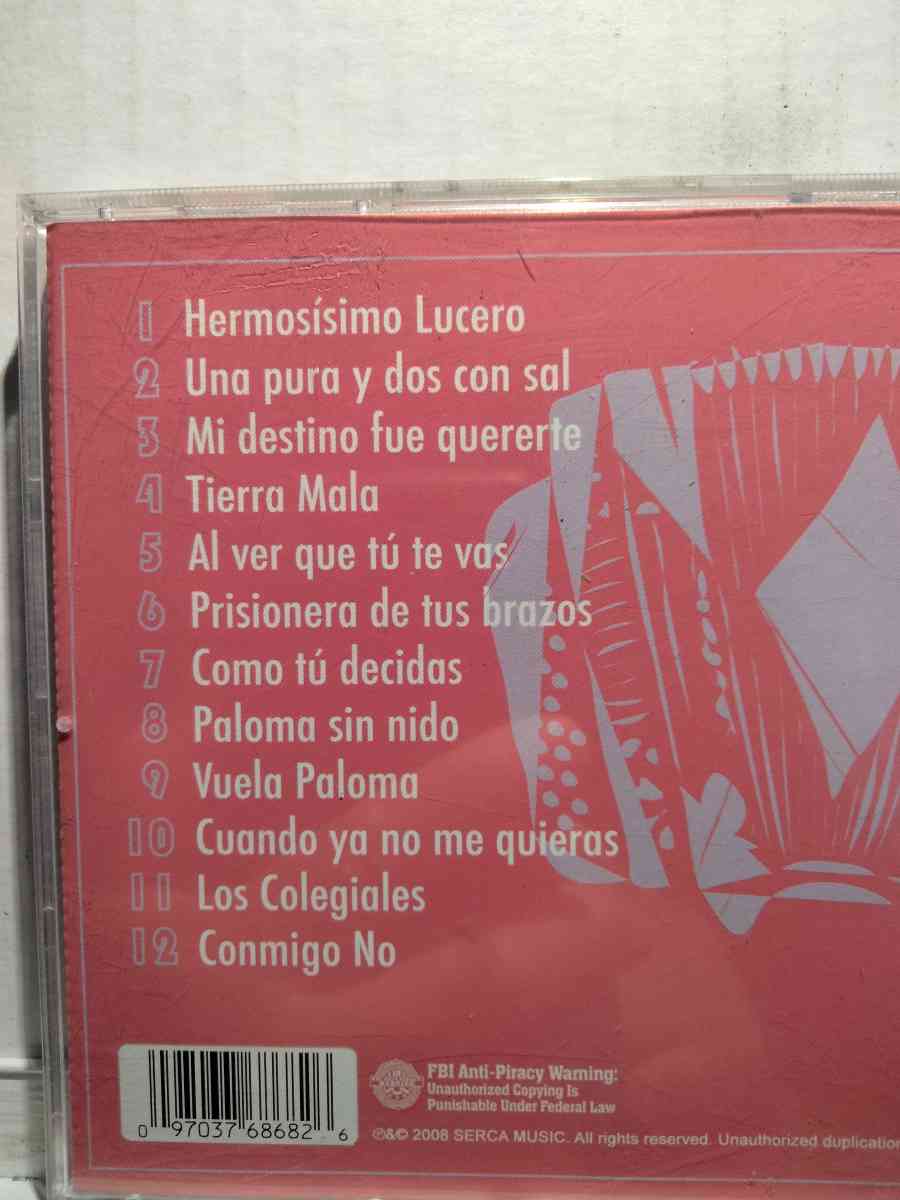 1 Hermosísimo Lucero
2 Una pura y dos con sal
3 Mi destino fue quererte
4 Tierra Mala
5 Al ver que tú te vas
6 Prisionera de tus brazos
7 Como tú decidas
8 Paloma sin nido
9 Vuela Paloma
10 Cuando ya no me quieras
11 Los Colegiales
12 Conmigo No
FBI Anti-Piracy Warning:
Unauthorized Copying Is
Punishable Under Federal Law
0 97037 68682 6
℗&© 2008 SERCA MUSIC. All rights reserved. Unauthorized duplication